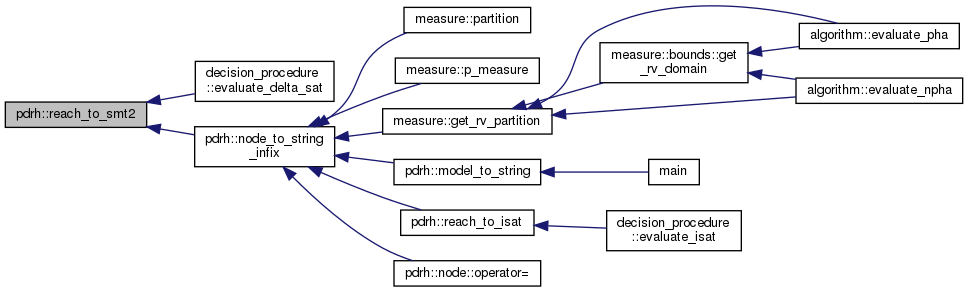 pdrh::reach_to_smt2
decision_procedure
::evaluate_delta_sat
pdrh::node_to_string
_infix
measure::partition
measure::p_measure
measure::get_rv_partition
pdrh::model_to_string
pdrh::reach_to_isat
pdrh::node::operator=
measure::bounds::get
_rv_domain
main
decision_procedure
::evaluate_isat
algorithm::evaluate_pha
algorithm::evaluate_npha